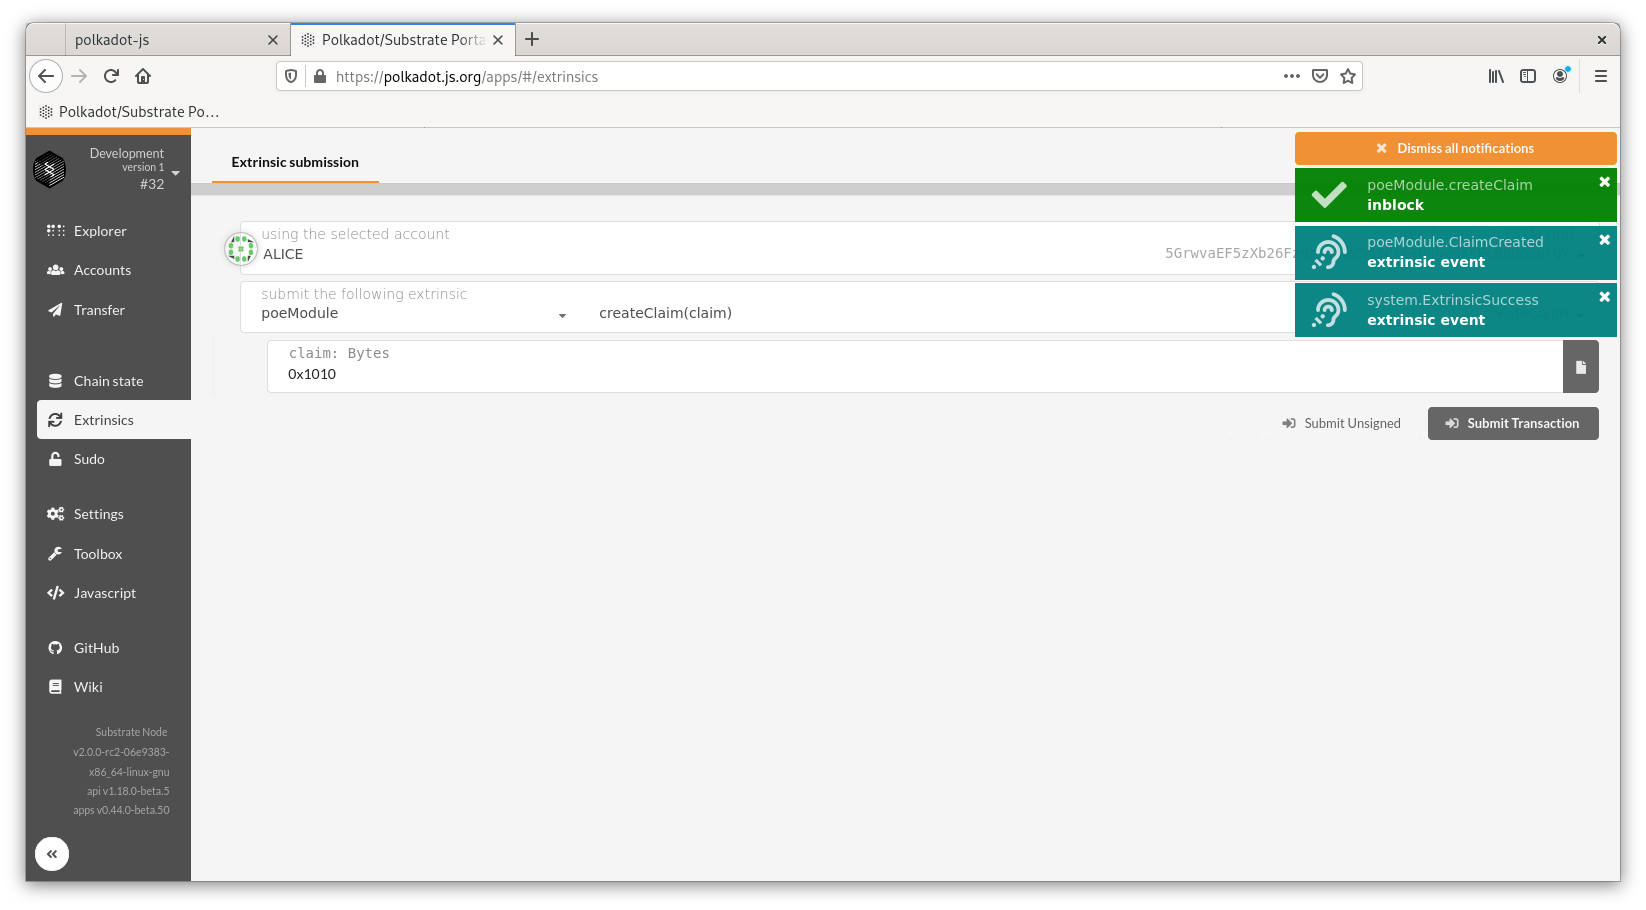 polkadot-js
Polkadot/Substrate Porta
https://polkadot.js.org/apps/#/extrinsics
Polkadot/Substrate Po…
Development
version 1
#32
Explorer
Accounts
Transfer
Chain state
Extrinsics
Sudo
Settings
Toolbox
Javascript
GitHub
Wiki
Substrate Node
v2.0.0-rc2-06e9383-
x86_64-linux-gnu
api v1.18.0-beta.5
apps v0.44.0-beta.50
Extrinsic submission
using the selected account
ALICE
5GrwvaEF5zXb26Fz
submit the following extrinsic
poeModule
createClaim(claim)
claim: Bytes
0x1010
Submit Unsigned
Submit Transaction
Dismiss all notifications
poeModule.createClaim
inblock
poeModule.ClaimCreated
extrinsic event
system.ExtrinsicSuccess
extrinsic event